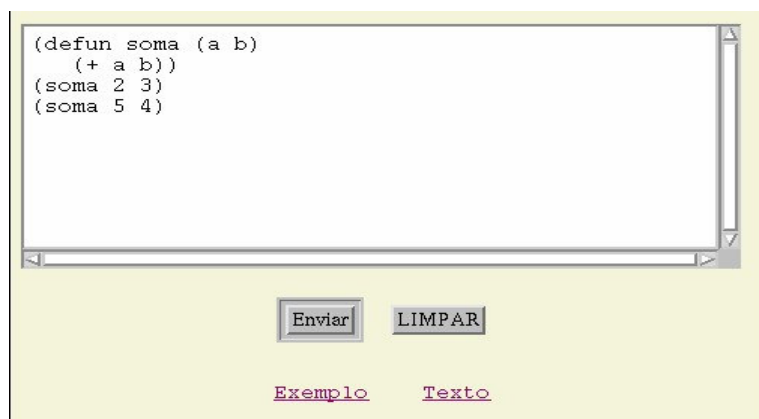 (defun soma (a b)
   (+ a b))
(soma 2 3)
(soma 5 4)
Enviar LIMPAR
Exemplo Texto